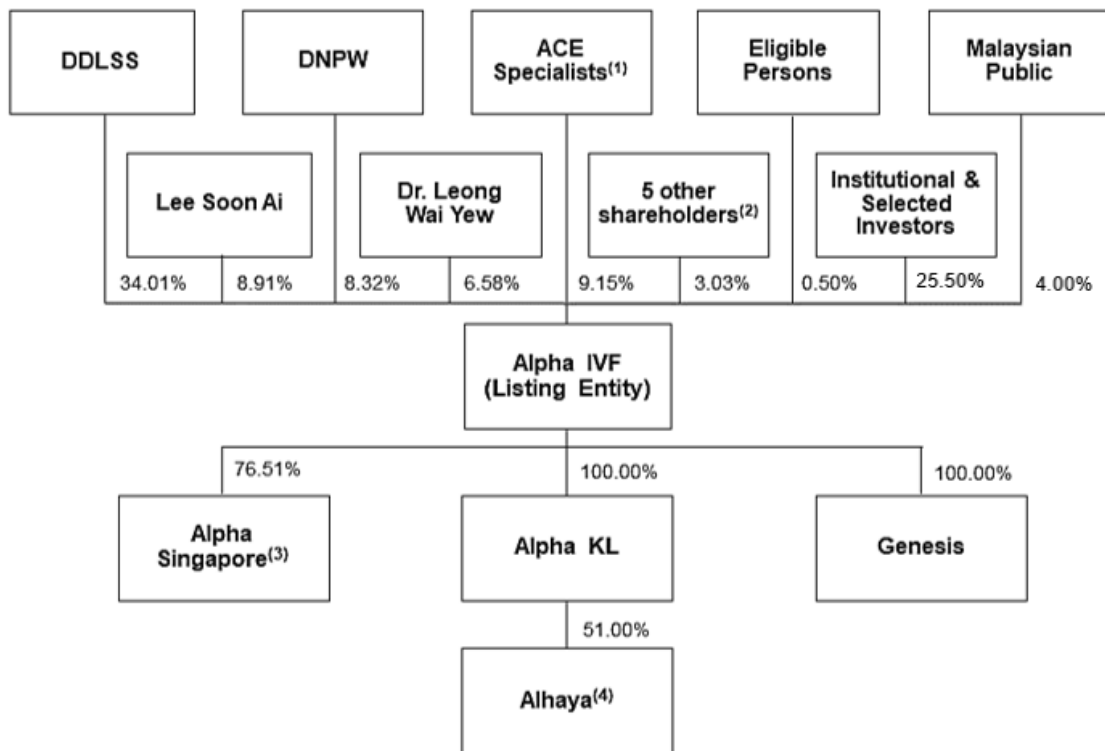 DDLSS
DNPW
ACE
Specialists(1)
Eligible
Persons
Malaysian
Public
Lee Soon Ai
Dr. Leong
Wai Yew
5 other
shareholders(2)
Institutional &
Selected
Investors
34.01%
8.91%
8.32%
6.58%
9.15%
3.03%
0.50%
25.50%
4.00%
Alpha IVF
(Listing Entity)
76.51%
100.00%
100.00%
Alpha
Singapore(3)
Alpha KL
Genesis
51.00%
Alhaya(4)